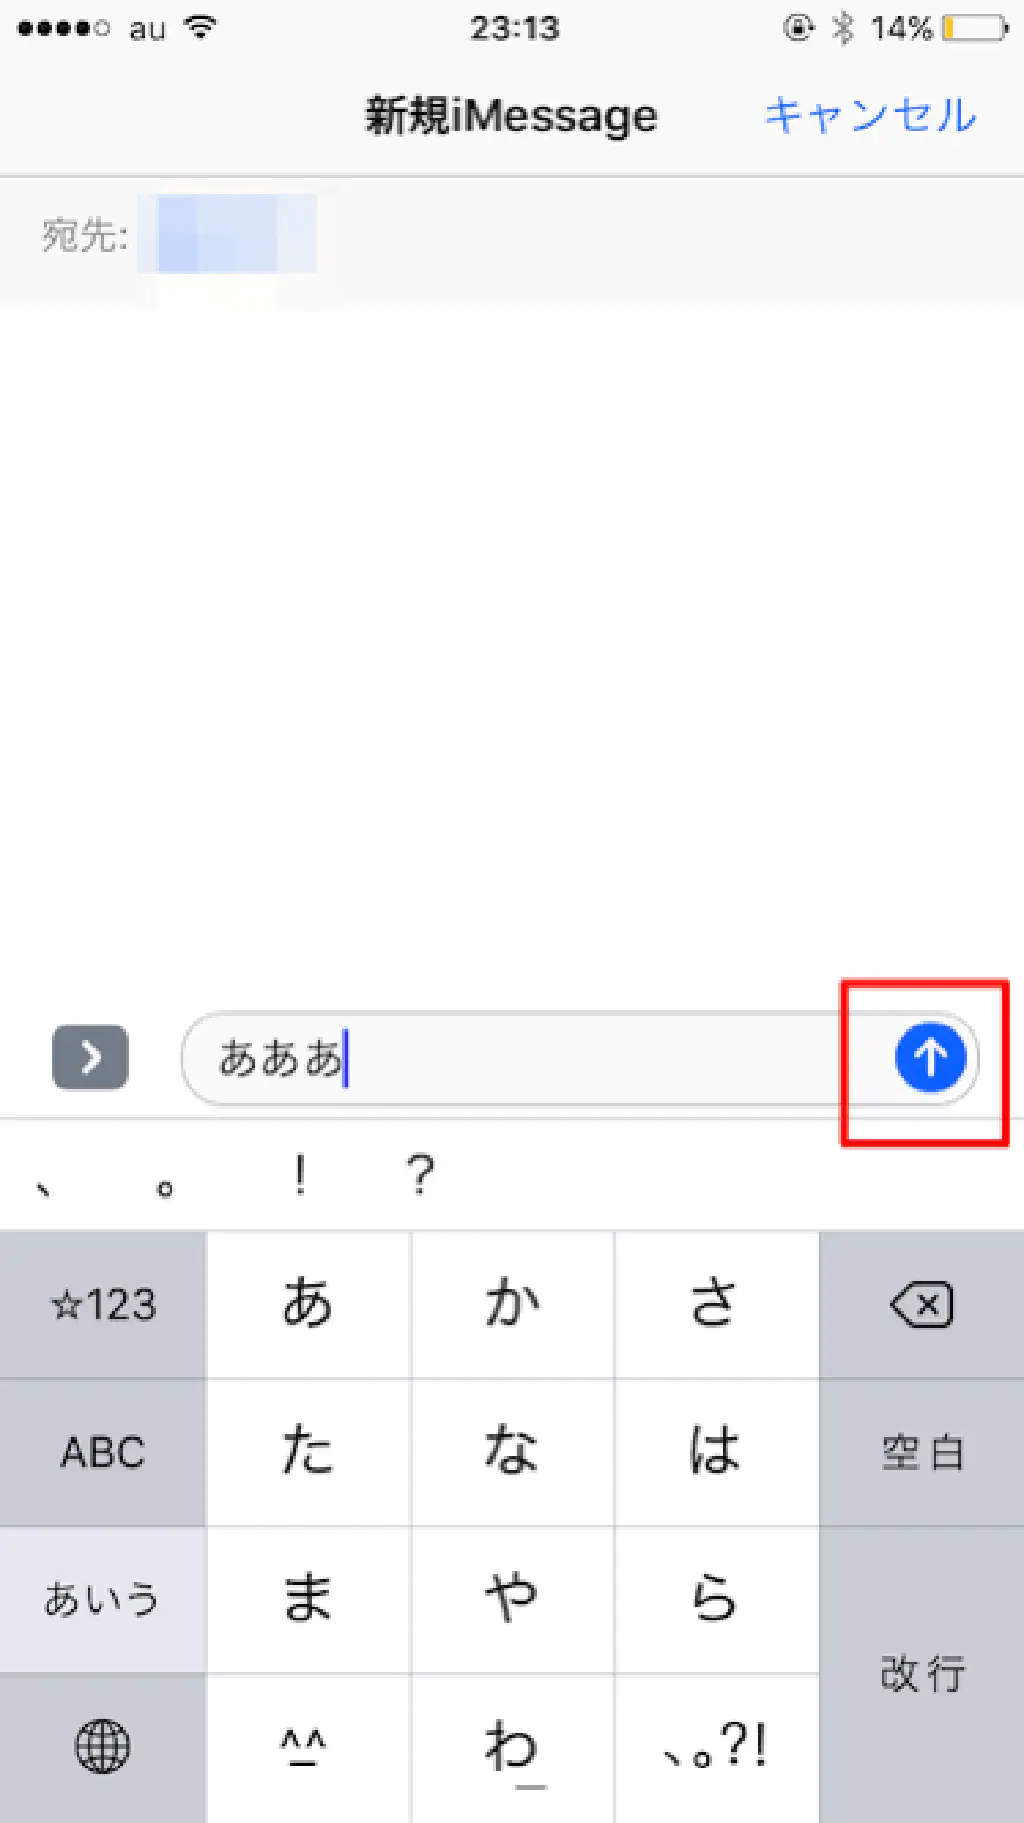 au 23:13 14%
新規iMessage キャンセル
宛先:
あああ
、 。 ! ?
☆123 あ か さ
ABC た な は 空白
あいう ま や ら
改行
^_^ わ_ 、。?!